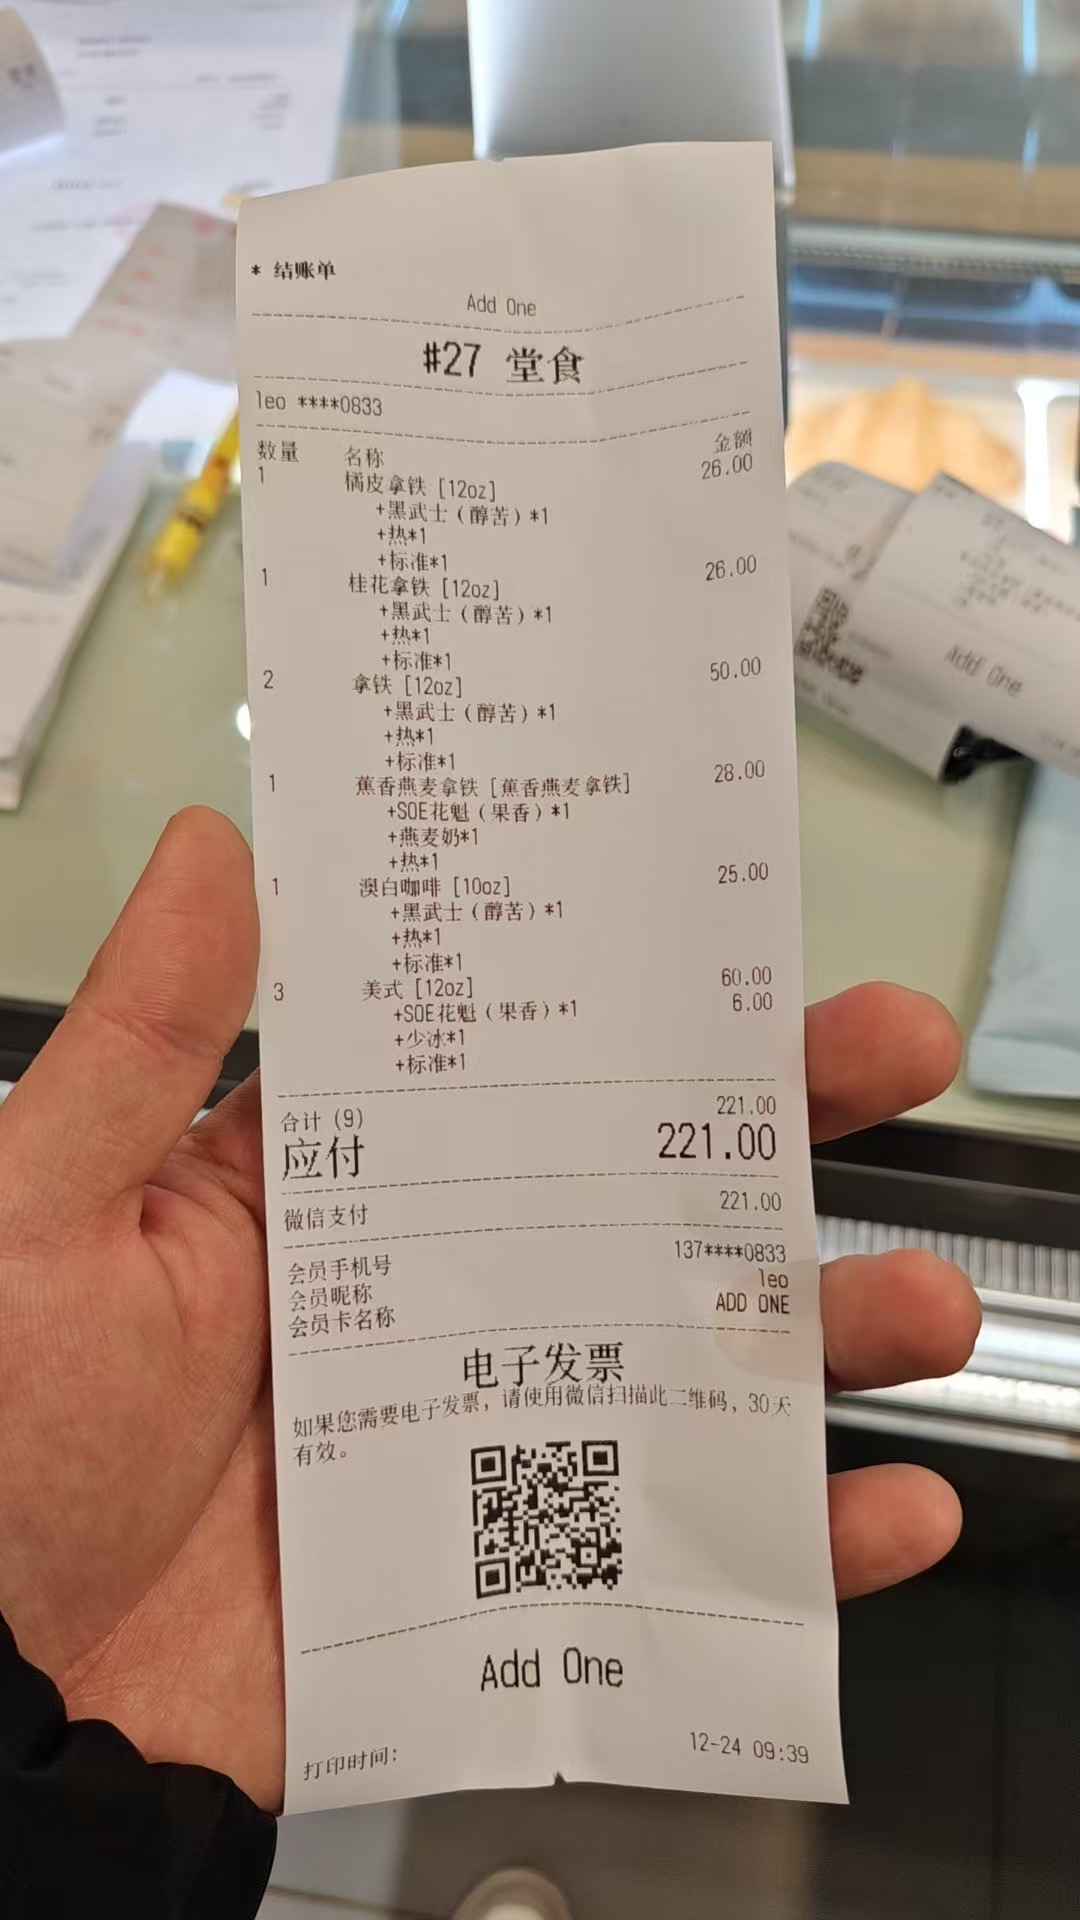 * 结账单
Add One
#27 堂食
leo ****0833
数量 名称 金额
1 橘皮拿铁 [12oz] 26.00
+黑武士（醇苦）*1
+热*1
+标准*1
1 桂花拿铁 [12oz] 26.00
+黑武士（醇苦）*1
+热*1
+标准*1
2 拿铁 [12oz] 50.00
+黑武士（醇苦）*1
+热*1
+标准*1
1 蕉香燕麦拿铁 [蕉香燕麦拿铁] 28.00
+SOE花魁（果香）*1
+燕麦奶*1
+热*1
1 澳白咖啡 [10oz] 25.00
+黑武士（醇苦）*1
+热*1
+标准*1
3 美式 [12oz] 60.00
+SOE花魁（果香）*1 6.00
+少冰*1
+标准*1
合计 (9) 221.00
应付 221.00
微信支付 221.00
会员手机号 137****0833
会员昵称 leo
会员卡名称 ADD ONE
电子发票
如果您需要电子发票，请使用微信扫描此二维码，30天
有效。
Add One
打印时间： 12-24 09:39
Add One